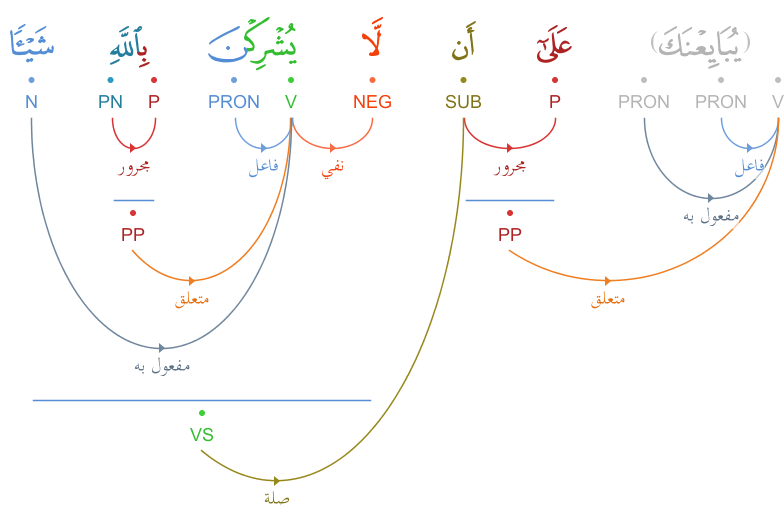 (يُبَايِعْنَكَ) عَلَىٰٓ أَن لَّا يُشْرِكْنَ بِٱللَّهِ شَيْـًٔا
V PRON PRON P SUB NEG V PRON P PN N
فاعل مجرور نفي فاعل مجرور
مفعول به
PP PP
متعلق متعلق
مفعول به
VS
صلة